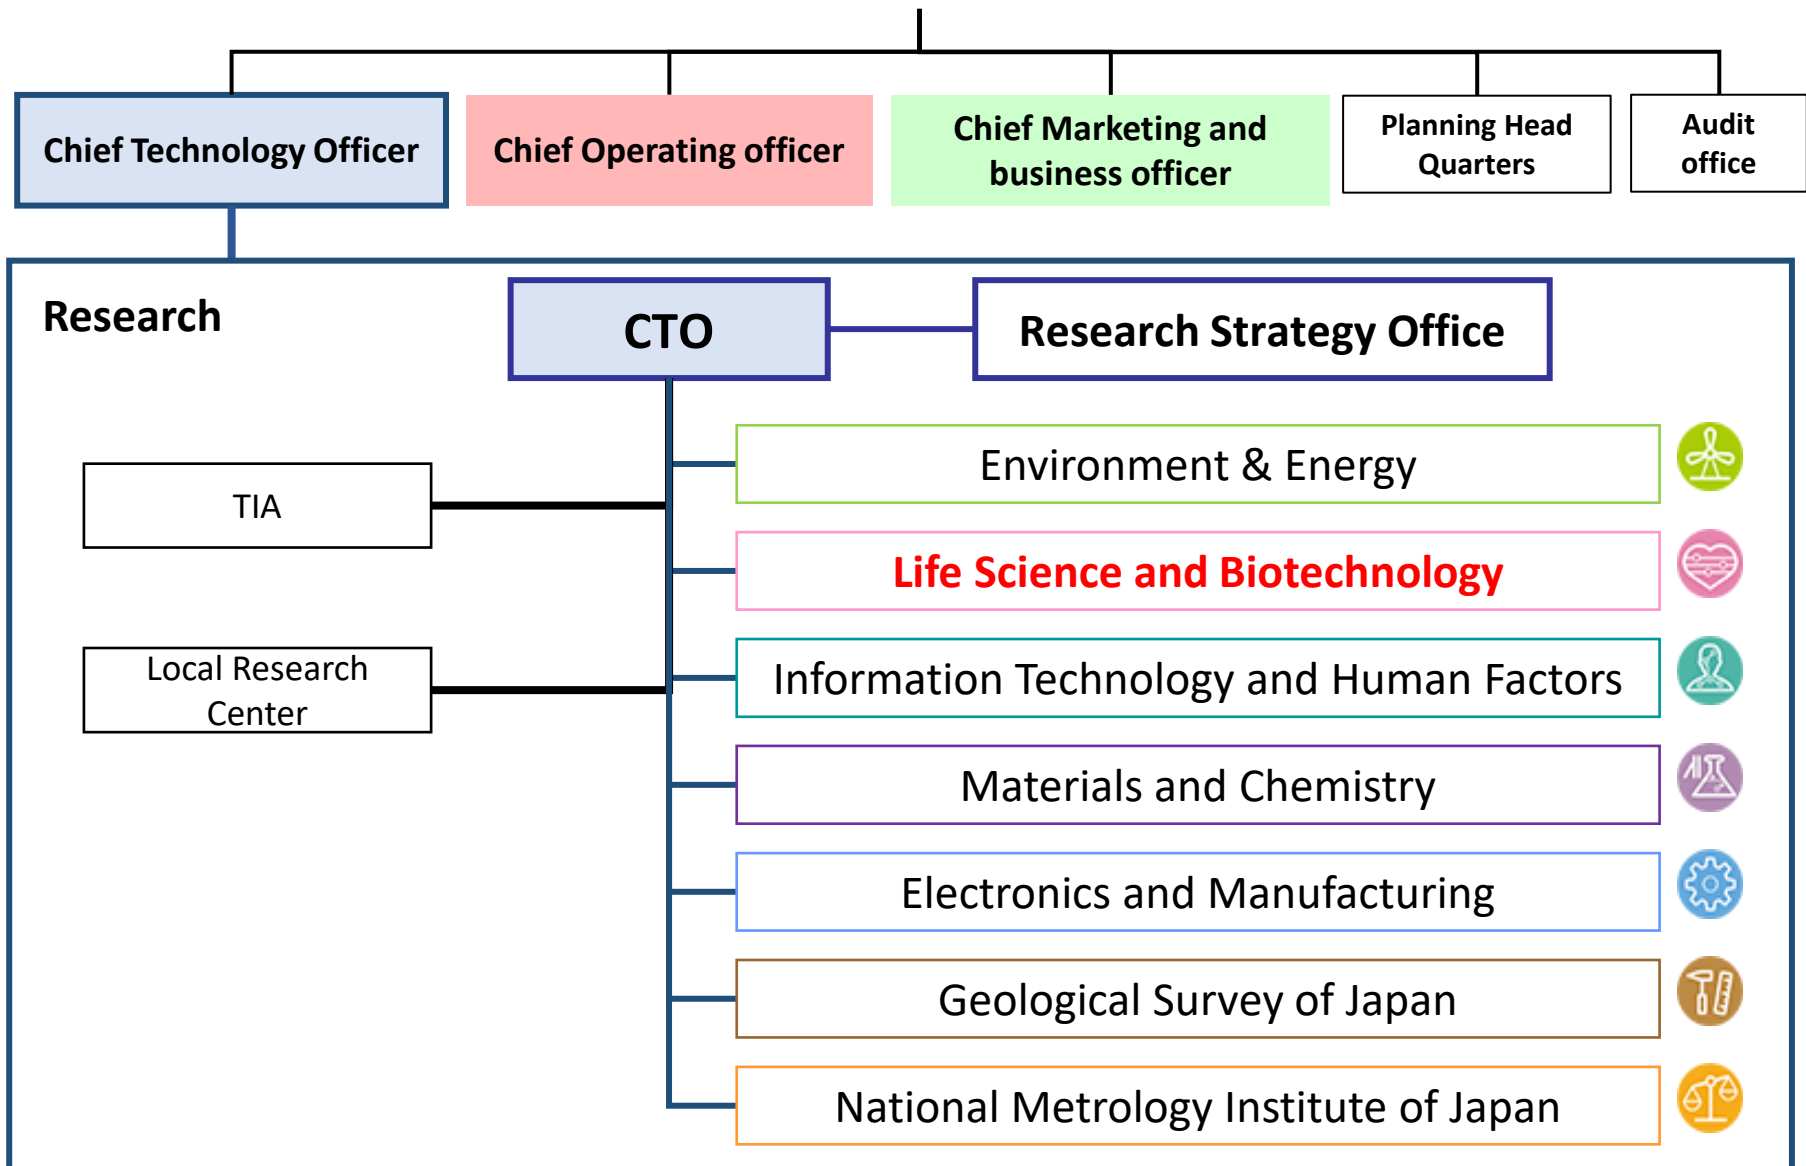 Chief Technology Officer
Chief Operating officer
Chief Marketing and
business officer
Planning Head
Quarters
Audit
office
Research
CTO
Research Strategy Office
TIA
Local Research
Center
Environment & Energy
Life Science and Biotechnology
Information Technology and Human Factors
Materials and Chemistry
Electronics and Manufacturing
Geological Survey of Japan
National Metrology Institute of Japan